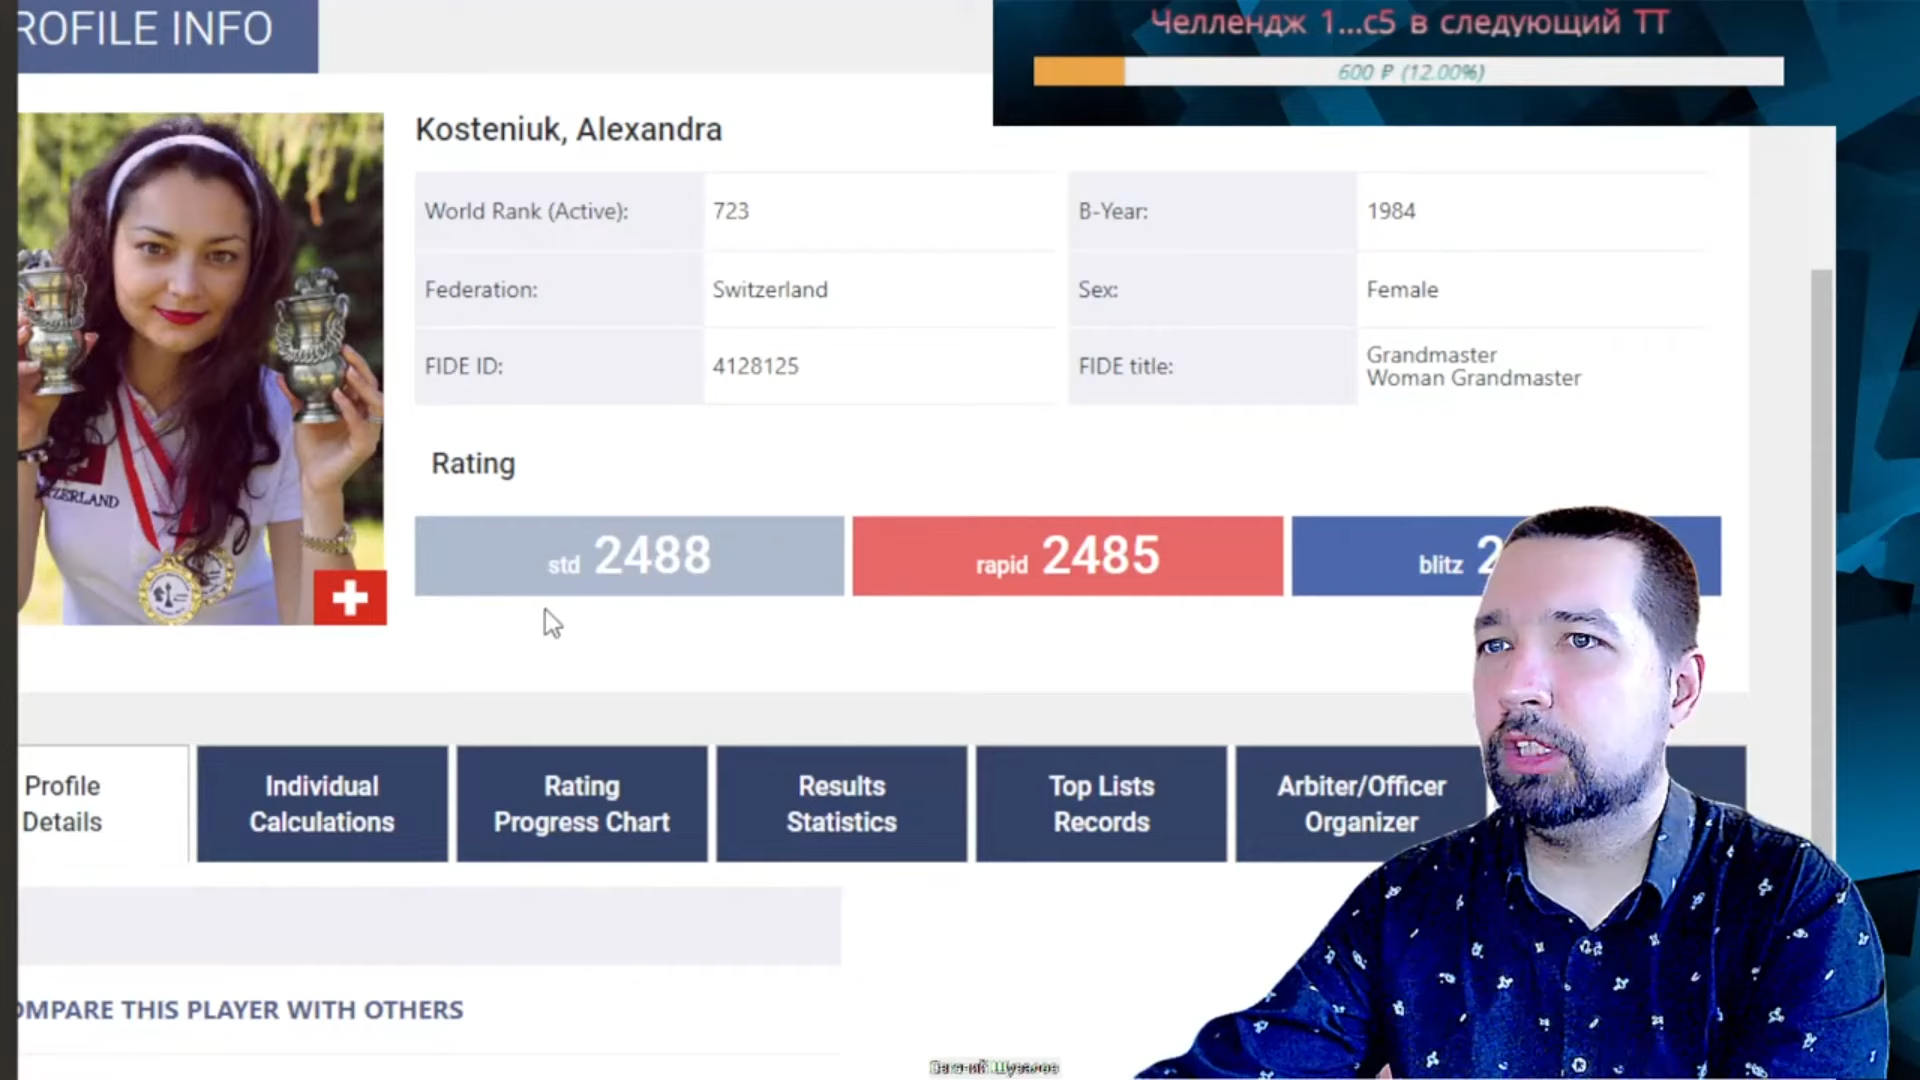 ROFILE INFO
Челлендж 1...c5 в следующий ТТ
600 ₽ (12.00%)
Kosteniuk, Alexandra
World Rank (Active): 723 B-Year: 1984
Federation: Switzerland Sex: Female
FIDE ID: 4128125 FIDE title: Grandmaster
Woman Grandmaster
ZERLAND
Rating
std 2488 rapid 2485 blitz 2
Profile Details
Individual Calculations
Rating Progress Chart
Results Statistics
Top Lists Records
Arbiter/Officer Organizer
OMPARE THIS PLAYER WITH OTHERS